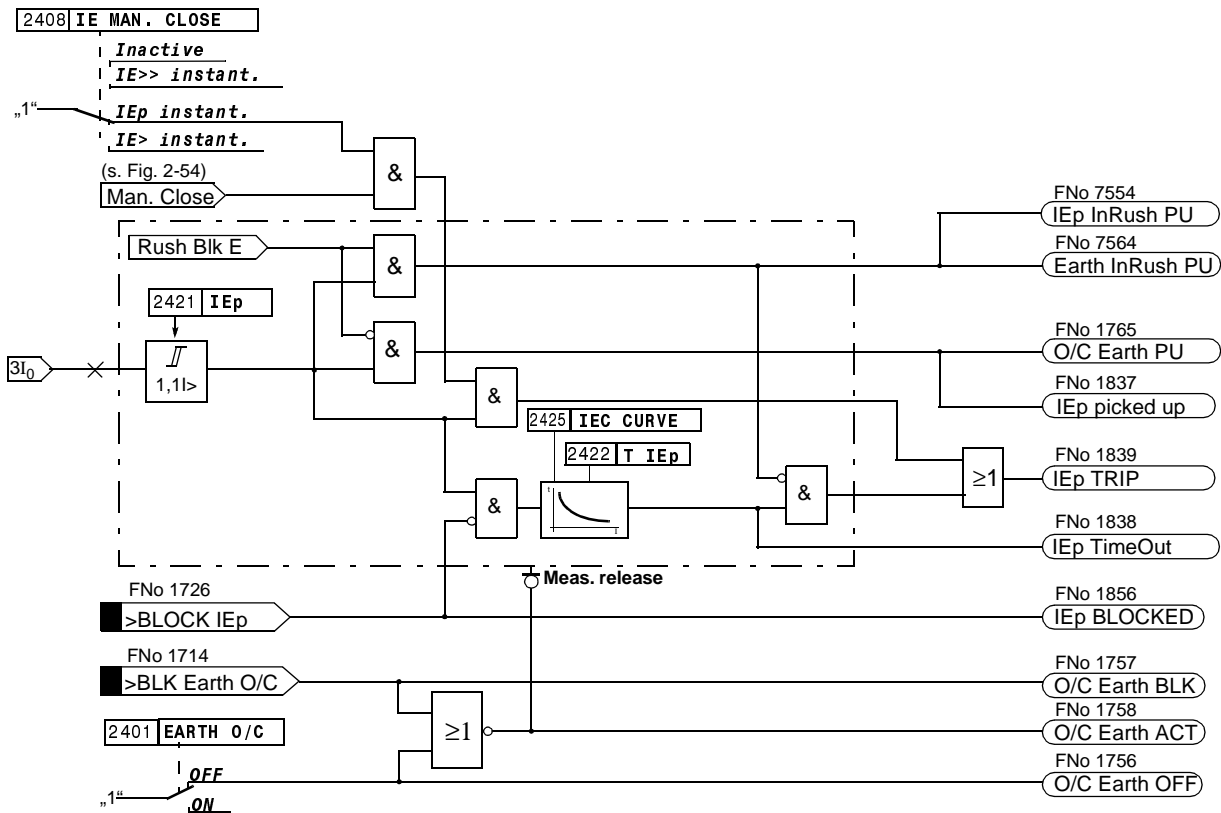 2408 IE MAN. CLOSE
Inactive
IE>> instant.
„1“
IEp instant.
IE> instant.
(s. Fig. 2-54)
Man. Close
&
FNo 7554
IEp InRush PU
Rush Blk E
&
FNo 7564
Earth InRush PU
2421 IEp
&
FNo 1765
O/C Earth PU
3I0
1,1I>
&
FNo 1837
IEp picked up
2425 IEC CURVE
2422 T IEp
FNo 1839
IEp TRIP
≥1
&
t
I
&
FNo 1838
IEp TimeOut
Meas. release
FNo 1726
>BLOCK IEp
FNo 1856
IEp BLOCKED
FNo 1714
>BLK Earth O/C
FNo 1757
O/C Earth BLK
2401 EARTH O/C
≥1
FNo 1758
O/C Earth ACT
OFF
„1“
ON
FNo 1756
O/C Earth OFF